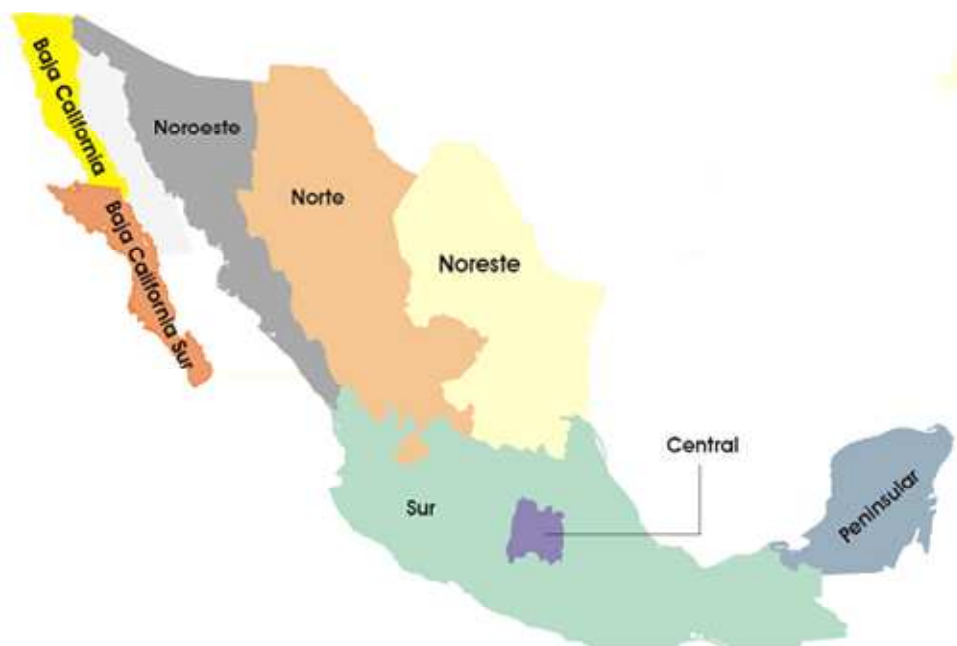 Baja California
Noroeste
Norte
Baja California Sur
Noreste
Central
Sur
Peninsular